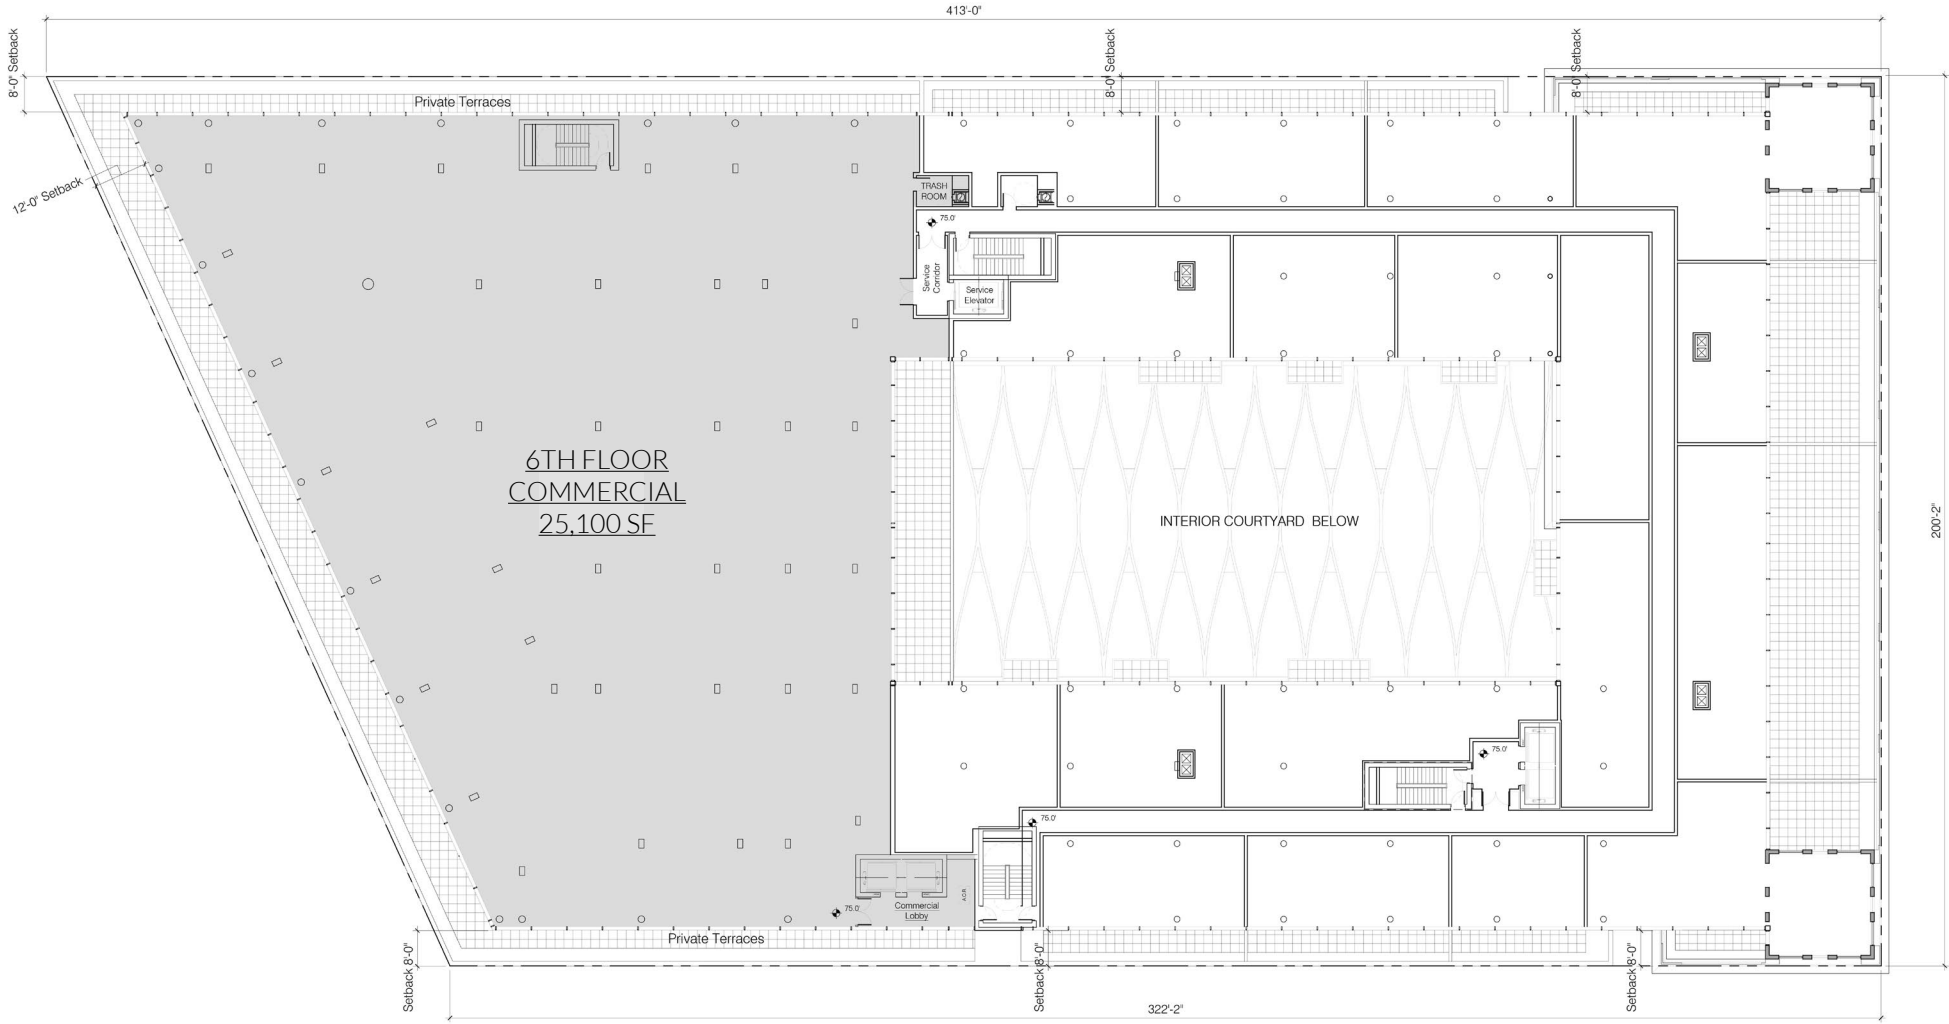 413'-0"
8'-0" Setback
8'-0" Setback
8'-0" Setback
Private Terraces
12'-0" Setback
TRASH
ROOM
75.0'
Service
Corridor
Service
Elevator
6TH FLOOR
COMMERCIAL
25,100 SF
INTERIOR COURTYARD BELOW
200'-2"
75.0'
75.0'
Commercial
Lobby
A.O.R.
75.0'
Private Terraces
Setback 8'-0"
Setback 8'-0"
Setback 8'-0"
322'-2"